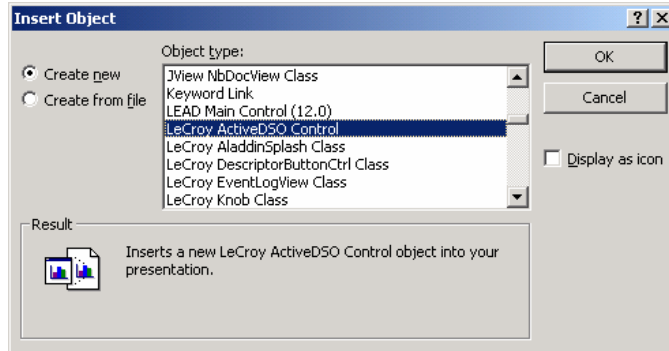 Insert Object
Object type:
Create new
Create from file
JView NbDocView Class
Keyword Link
LEAD Main Control (12.0)
LeCroy ActiveDSO Control
LeCroy AladdinSplash Class
LeCroy DescriptorButtonCtrl Class
LeCroy EventLogView Class
LeCroy Knob Class
OK
Cancel
Display as icon
Result
Inserts a new LeCroy ActiveDSO Control object into your
presentation.